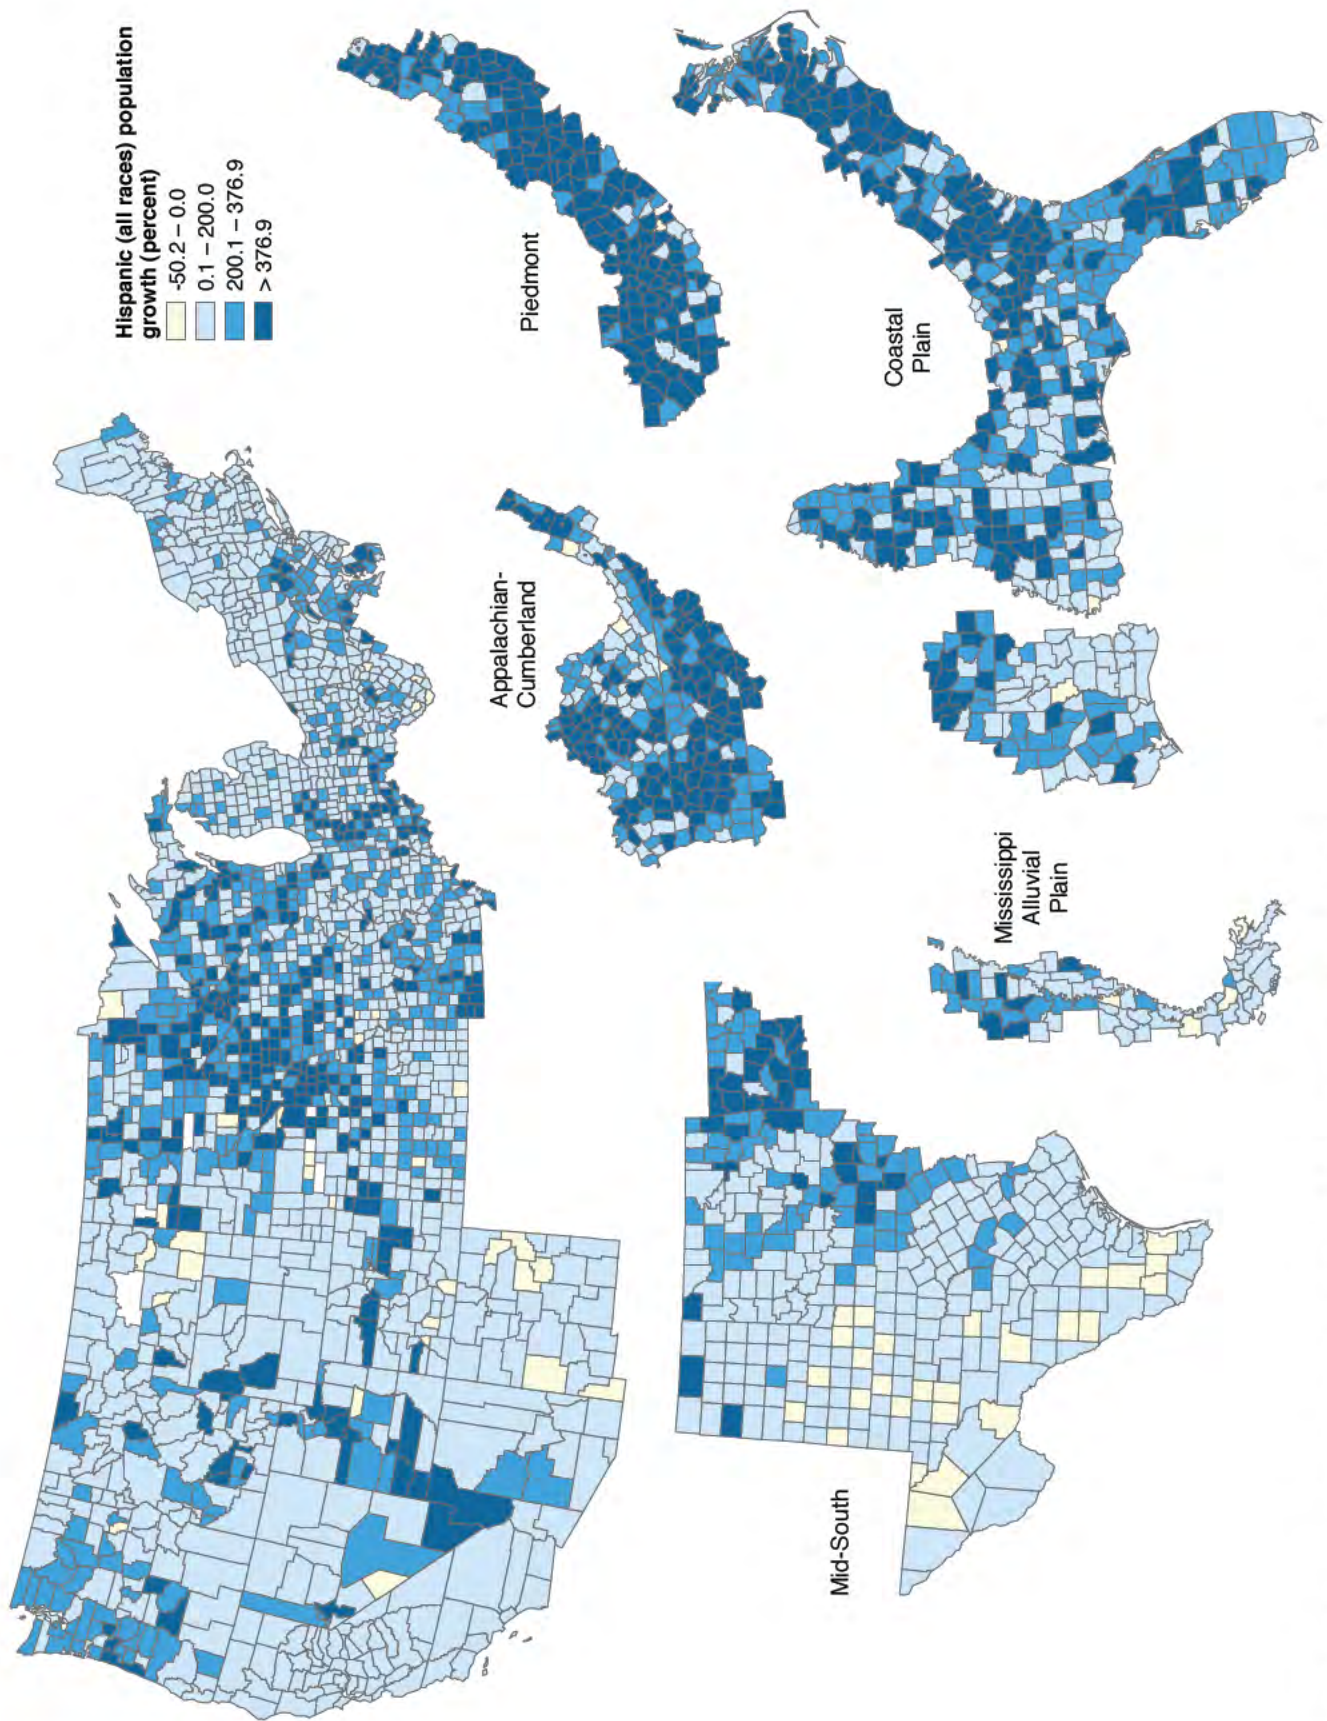 Hispanic (all races) population
growth (percent)
-50.2 – 0.0
0.1 – 200.0
200.1 – 376.9
> 376.9
Piedmont
Appalachian-
Cumberland
Coastal
Plain
Mississippi
Alluvial
Plain
Mid-South